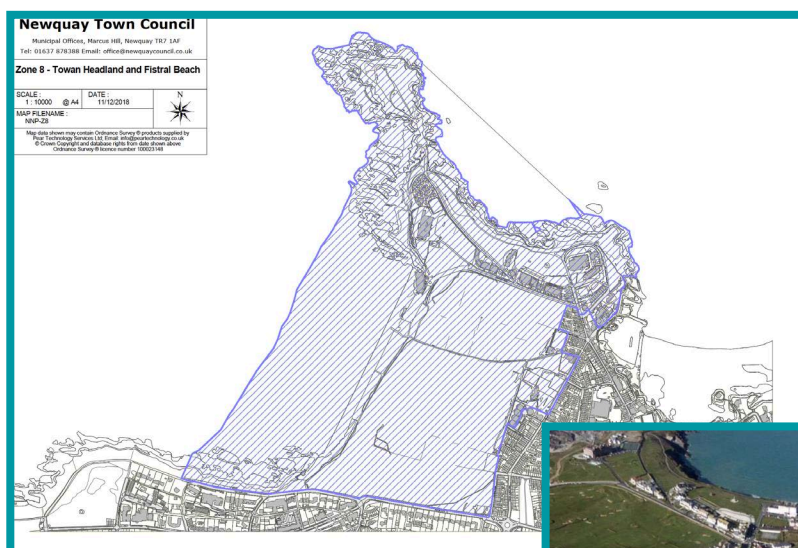 Newquay Town Council
Municipal Offices, Marcus Hill, Newquay TR7 1AF
Tel: 01637 878388 Email: office@newquaycouncil.co.uk
Zone 8 - Towan Headland and Fistral Beach
SCALE :
1 : 10000 @ A4
DATE :
11/12/2018
N
MAP FILENAME :
NNP-Z8
Map data shown may contain Ordnance Survey ® products supplied by
Pear Technology Services Ltd; Email: info@peartechnology.co.uk
© Crown Copyright and database rights from date shown above
Ordnance Survey ® licence number 100023148